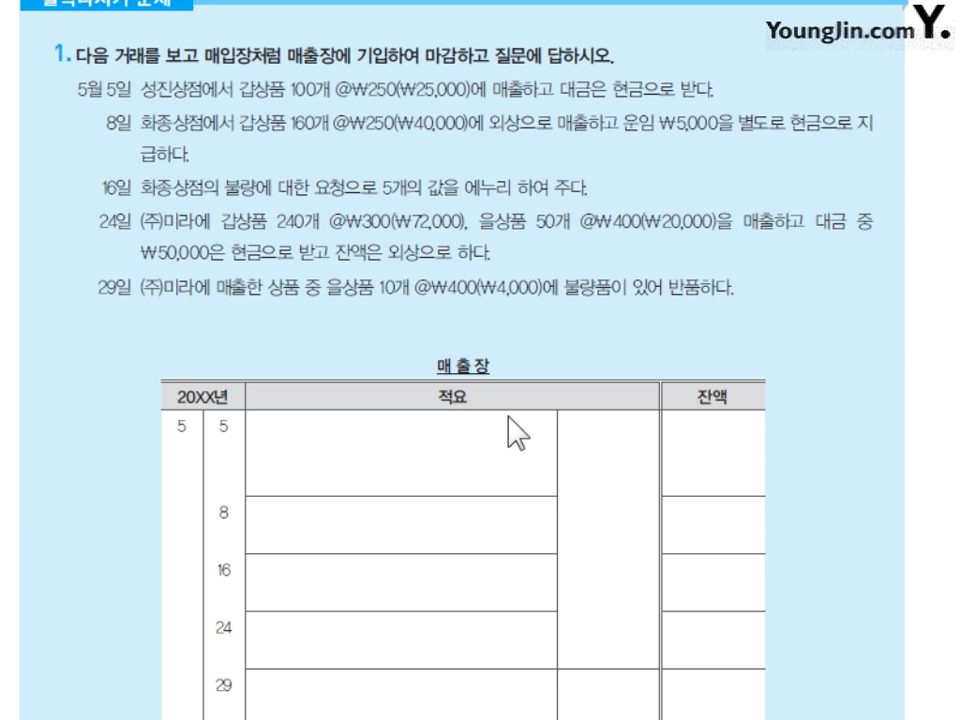 YoungJin.com Y.
1. 다음 거래를 보고 매입장처럼 매출장에 기입하여 마감하고 질문에 답하시오.
5월 5일 성진상점에서 갑상품 100개 @₩250(₩25,000)에 매출하고 대금은 현금으로 받다.
8일 화종상점에서 갑상품 160개 @₩250(₩40,000)에 외상으로 매출하고 운임 ₩5,000을 별도로 현금으로 지
급하다.
16일 화종상점의 불량에 대한 요청으로 5개의 값을 에누리 하여 주다.
24일 (주)미라에 갑상품 240개 @₩300(₩72,000), 을상품 50개 @₩400(₩20,000)을 매출하고 대금 중
₩50,000은 현금으로 받고 잔액은 외상으로 하다.
29일 (주)미라에 매출한 상품 중 을상품 10개 @₩400(₩4,000)에 불량품이 있어 반품하다.
매출장
20XX년 적요 잔액
5 5
8
16
24
29